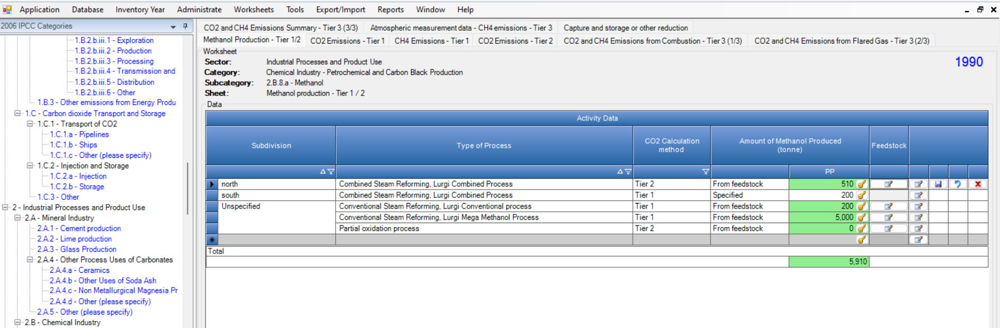 Application Database Inventory Year Administrate Worksheets Tools Export/Import Reports Window Help
2006 IPCC Categories
1.B.2.b.iii.1 - Exploration
1.B.2.b.iii.2 - Production
1.B.2.b.iii.3 - Processing
1.B.2.b.iii.4 - Transmission and
1.B.2.b.iii.5 - Distribution
1.B.2.b.iii.6 - Other
1.B.3 - Other emissions from Energy Produ
1.C - Carbon dioxide Transport and Storage
1.C.1 - Transport of CO2
1.C.1.a - Pipelines
1.C.1.b - Ships
1.C.1.c - Other (please specify)
1.C.2 - Injection and Storage
1.C.2.a - Injection
1.C.2.b - Storage
1.C.3 - Other
2 - Industrial Processes and Product Use
2.A - Mineral Industry
2.A.1 - Cement production
2.A.2 - Lime production
2.A.3 - Glass Production
2.A.4 - Other Process Uses of Carbonates
2.A.4.a - Ceramics
2.A.4.b - Other Uses of Soda Ash
2.A.4.c - Non Metallurgical Magnesia Pr
2.A.4.d - Other (please specify)
2.A.5 - Other (please specify)
2.B - Chemical Industry
CO2 and CH4 Emissions Summary - Tier 3 (3/3) Atmospheric measurement data - CH4 emissions - Tier 3 Capture and storage or other reduction
Methanol Production - Tier 1/2 CO2 Emissions - Tier 1 CH4 Emissions - Tier 1 CO2 Emissions - Tier 2 CO2 and CH4 Emissions from Combustion - Tier 3 (1/3) CO2 and CH4 Emissions from Flared Gas - Tier 3 (2/3)
Worksheet
Sector: Industrial Processes and Product Use
1990
Category: Chemical Industry - Petrochemical and Carbon Black Production
Subcategory: 2.B.8.a - Methanol
Sheet: Methanol production - Tier 1 / 2
Data
Activity Data
Subdivision
Type of Process
CO2 Calculation
method
Amount of Methanol Produced
(tonne)
Feedstock
PP
north Combined Steam Reforming, Lurgi Combined Process Tier 2 From feedstock 510
south Combined Steam Reforming, Lurgi Combined Process Tier 1 Specified 200
Unspecified Conventional Steam Reforming, Lurgi Conventional process Tier 1 From feedstock 200
Conventional Steam Reforming, Lurgi Mega Methanol Process Tier 1 From feedstock 5,000
Partial oxidation process Tier 2 From feedstock 0
Total
5,910